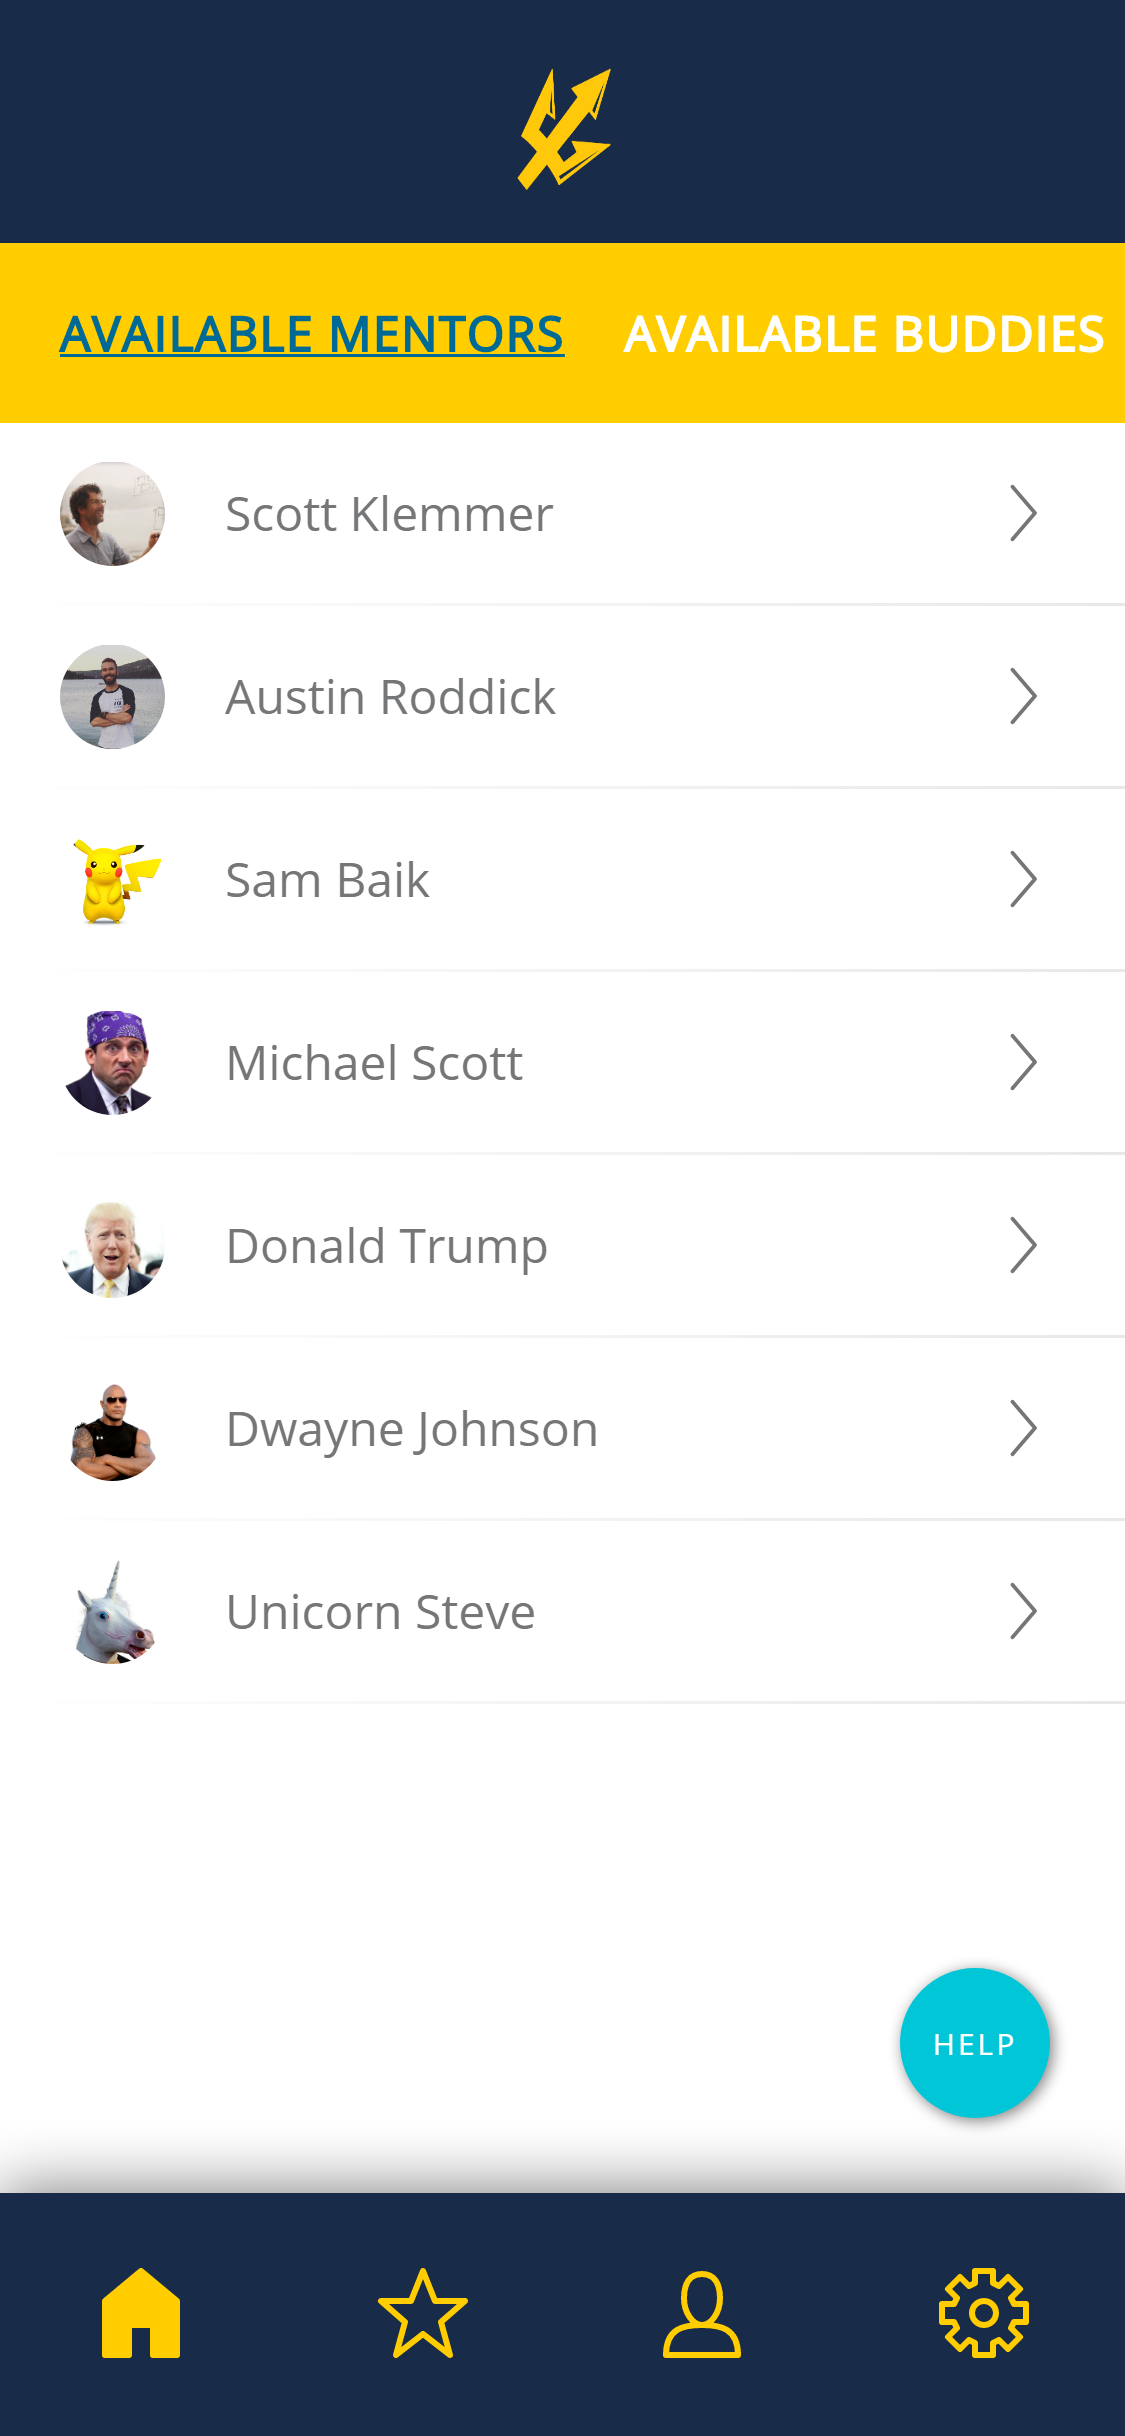 AVAILABLE MENTORS AVAILABLE BUDDIES
Scott Klemmer
Austin Roddick
Sam Baik
Michael Scott
Donald Trump
Dwayne Johnson
Unicorn Steve
HELP